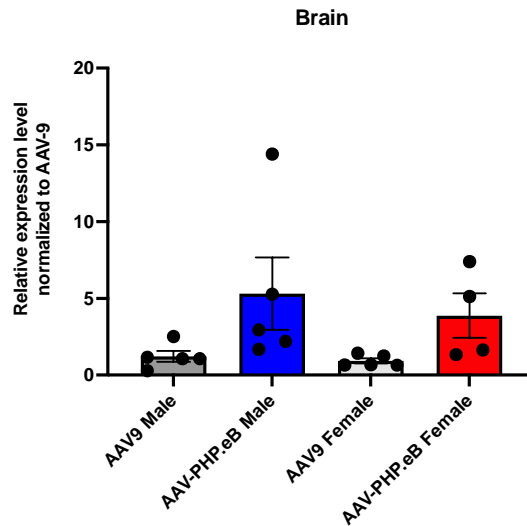 Brain
Relative expression level
normalized to AAV-9
20
15
10
5
0
AAV9 Male
AAV-PHP.eB Male
AAV9 Female
AAV-PHP.eB Female